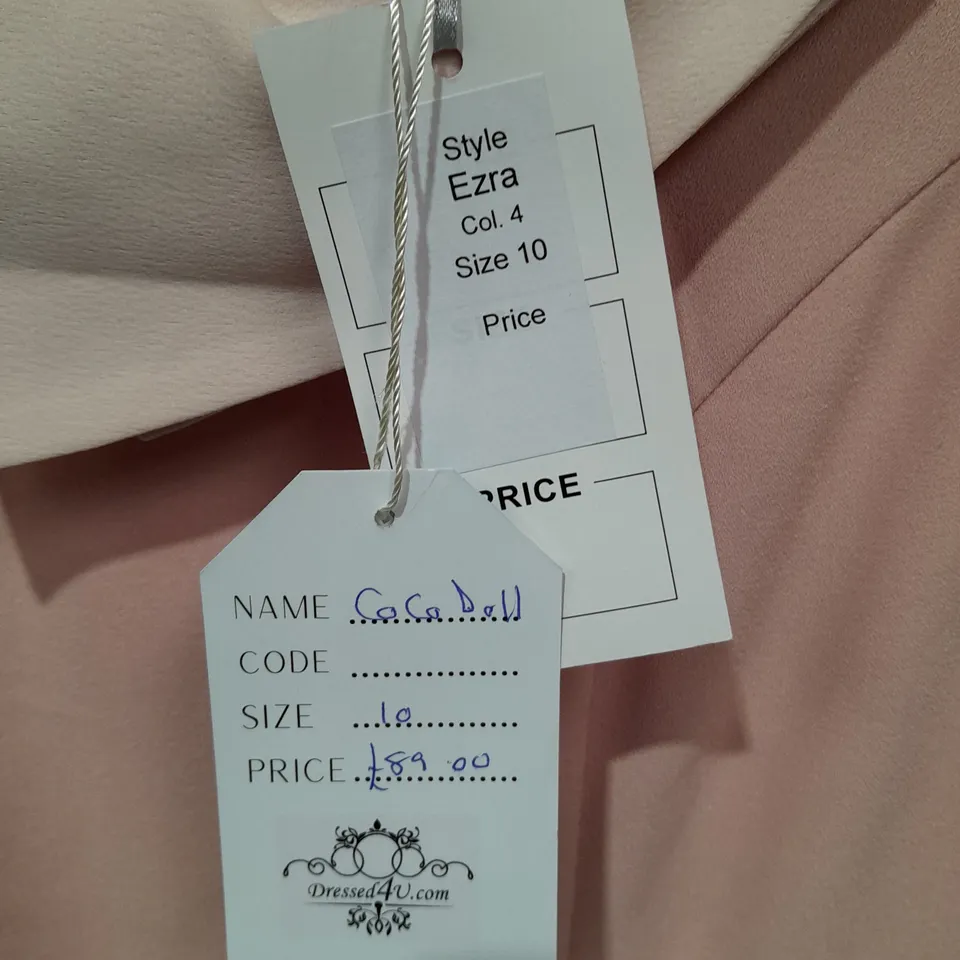 Style
Ezra
Col. 4
Size 10
Price
PRICE
NAME CoCo Doll
CODE
SIZE 10
PRICE £89.00
Dressed4U.com